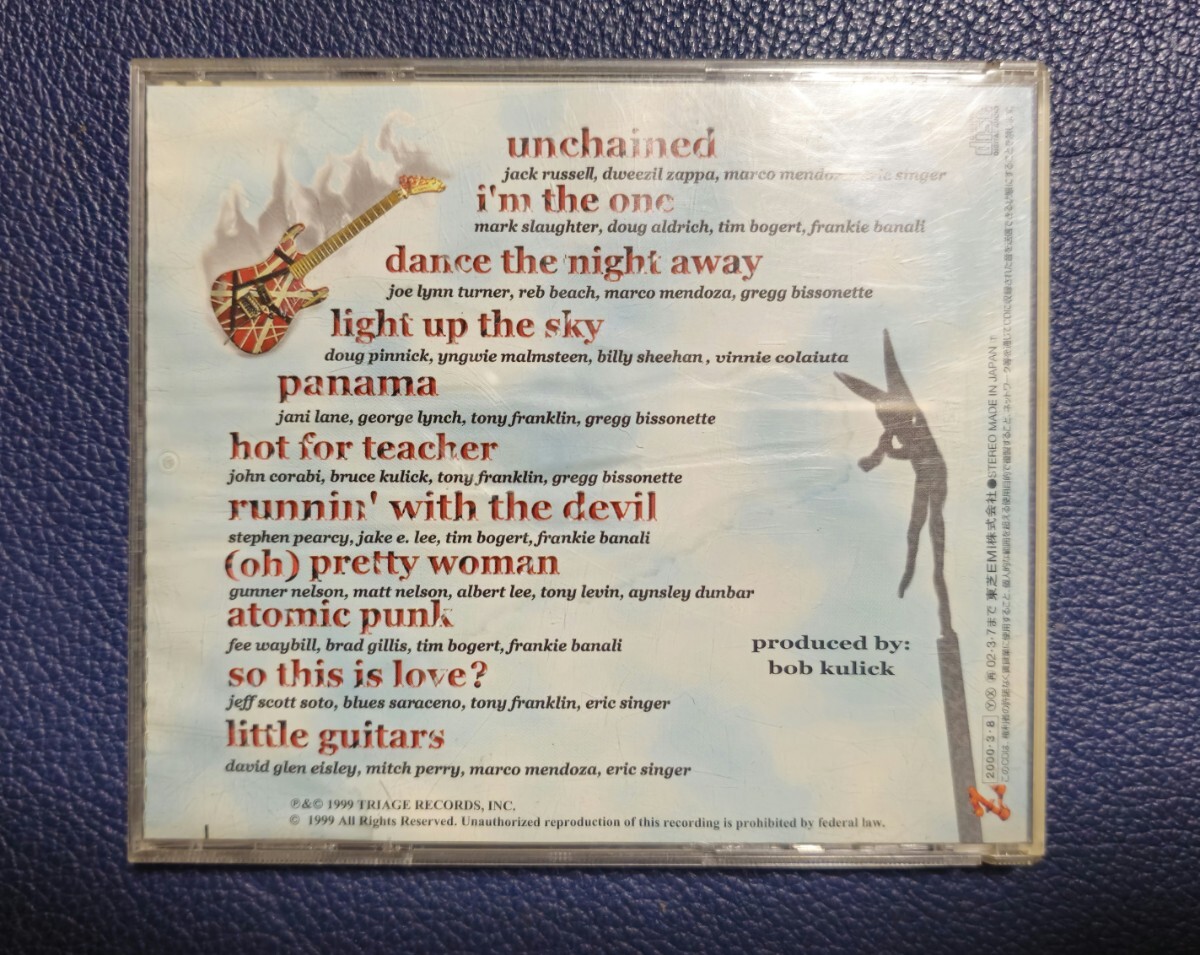 unchained
jack russell, dweezil zappa, marco mendoza, eric singer
i'm the one
mark slaughter, doug aldrich, tim bogert, frankie banali
dance the night away
joe lynn turner, reb beach, marco mendoza, gregg bissonette
light up the sky
doug pinnick, yngwie malmsteen, billy sheehan, vinnie colaiuta
panama
jani lane, george lynch, tony franklin, gregg bissonette
hot for teacher
john corabi, bruce kulick, tony franklin, gregg bissonette
runnin' with the devil
stephen pearcy, jake e. lee, tim bogert, frankie banali
(oh) pretty woman
gunner nelson, matt nelson, albert lee, tony levin, aynsley dunbar
atomic punk
fee waybill, brad gillis, tim bogert, frankie banali
so this is love?
jeff scott soto, blues saraceno, tony franklin, eric singer
little guitars
david glen eisley, mitch perry, marco mendoza, eric singer
produced by:
bob kulick
℗&© 1999 TRIAGE RECORDS, INC.
© 1999 All Rights Reserved. Unauthorized reproduction of this recording is prohibited by federal law.
2000・3・8 Ⓨ Ⓧ 再 02・3・7まで 東芝EMI株式会社●STEREO MADE IN JAPAN